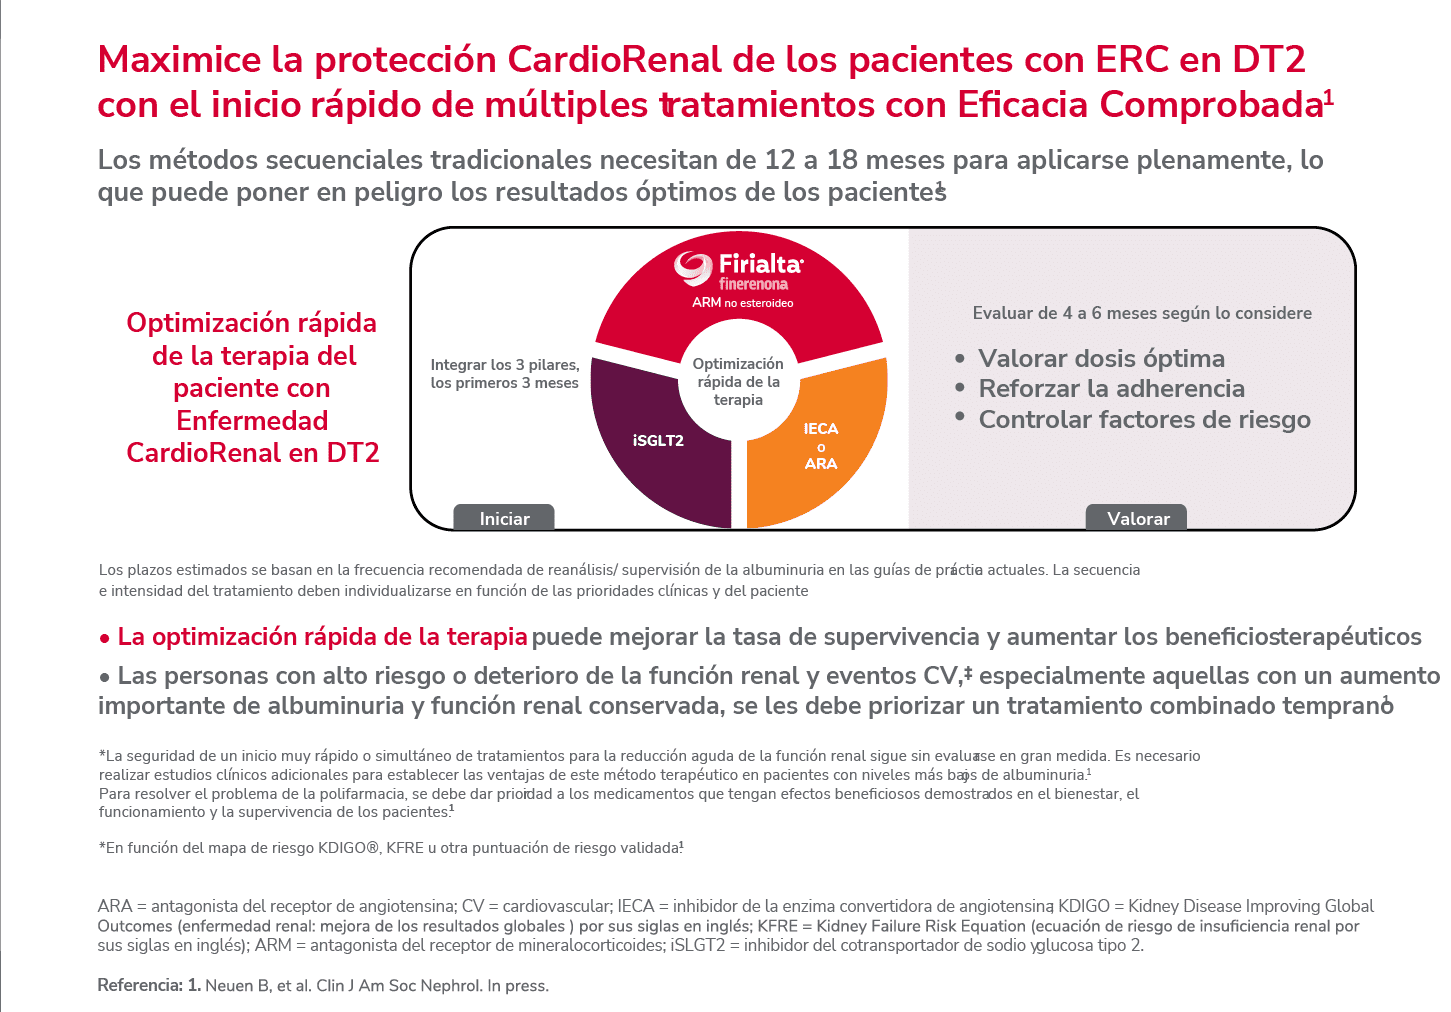 Maximice la protección CardioRenal de los pacientes con ERC en DT2
con el inicio rápido de múltiples tratamientos con Eficacia Comprobada1
Los métodos secuenciales tradicionales necesitan de 12 a 18 meses para aplicarse plenamente, lo
que puede poner en peligro los resultados óptimos de los pacientes1
Optimización rápida
de la terapia del
paciente con
Enfermedad
CardioRenal en DT2
Integrar los 3 pilares,
los primeros 3 meses
Firialta
finerenona
ARM no esteroideo
Optimización
rápida de la
terapia
iSGLT2
IECA
o
ARA
Iniciar
Evaluar de 4 a 6 meses según lo considere
• Valorar dosis óptima
• Reforzar la adherencia
• Controlar factores de riesgo
Valorar
Los plazos estimados se basan en la frecuencia recomendada de reanálisis/ supervisión de la albuminuria en las guías de práctica actuales. La secuencia
e intensidad del tratamiento deben individualizarse en función de las prioridades clínicas y del paciente
• La optimización rápida de la terapia puede mejorar la tasa de supervivencia y aumentar los beneficios terapéuticos
• Las personas con alto riesgo o deterioro de la función renal y eventos CV,‡ especialmente aquellas con un aumento
importante de albuminuria y función renal conservada, se les debe priorizar un tratamiento combinado temprano1
*La seguridad de un inicio muy rápido o simultáneo de tratamientos para la reducción aguda de la función renal sigue sin evaluarse en gran medida. Es necesario
realizar estudios clínicos adicionales para establecer las ventajas de este método terapéutico en pacientes con niveles más bajos de albuminuria.1
Para resolver el problema de la polifarmacia, se debe dar prioridad a los medicamentos que tengan efectos beneficiosos demostrados en el bienestar, el
funcionamiento y la supervivencia de los pacientes.1
*En función del mapa de riesgo KDIGO®, KFRE u otra puntuación de riesgo validada.1
ARA = antagonista del receptor de angiotensina; CV = cardiovascular; IECA = inhibidor de la enzima convertidora de angiotensina; KDIGO = Kidney Disease Improving Global
Outcomes (enfermedad renal: mejora de los resultados globales ) por sus siglas en inglés; KFRE = Kidney Failure Risk Equation (ecuación de riesgo de insuficiencia renal por
sus siglas en inglés); ARM = antagonista del receptor de mineralocorticoides; iSLGT2 = inhibidor del cotransportador de sodio y glucosa tipo 2.
Referencia: 1. Neuen B, et al. Clin J Am Soc Nephrol. In press.